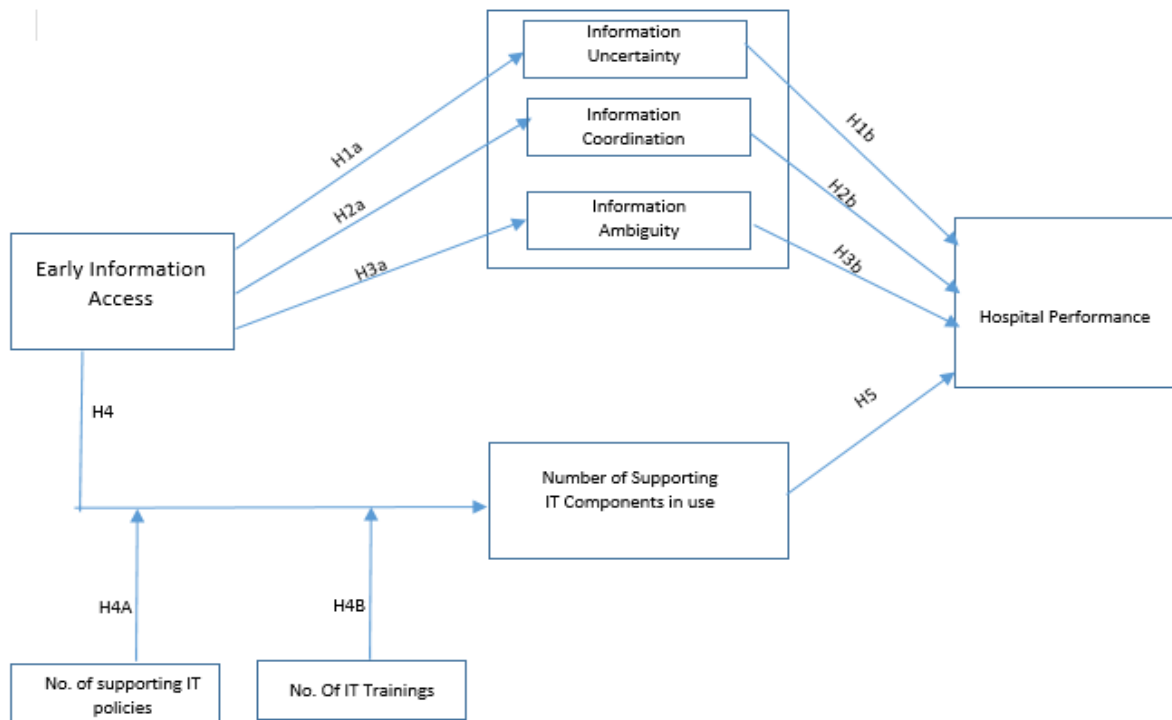 Information
Uncertainty
Information
Coordination
Information
Ambiguity
H1a
H2a
H3a
H1b
H2b
H3b
Early Information
Access
Hospital Performance
H4
H5
Number of Supporting
IT Components in use
H4A
H4B
No. of supporting IT
policies
No. Of IT Trainings